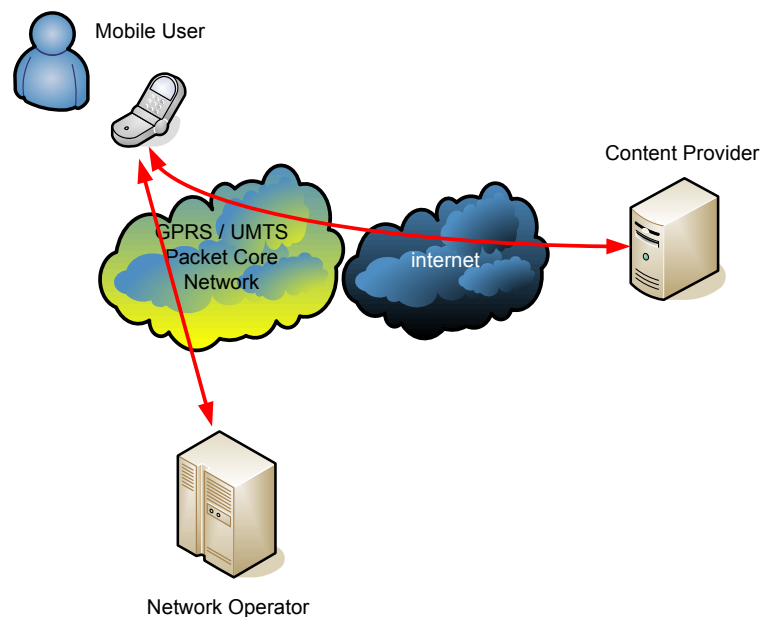 Mobile User
Content Provider
GPRS / UMTS
Packet Core
Network
internet
Network Operator